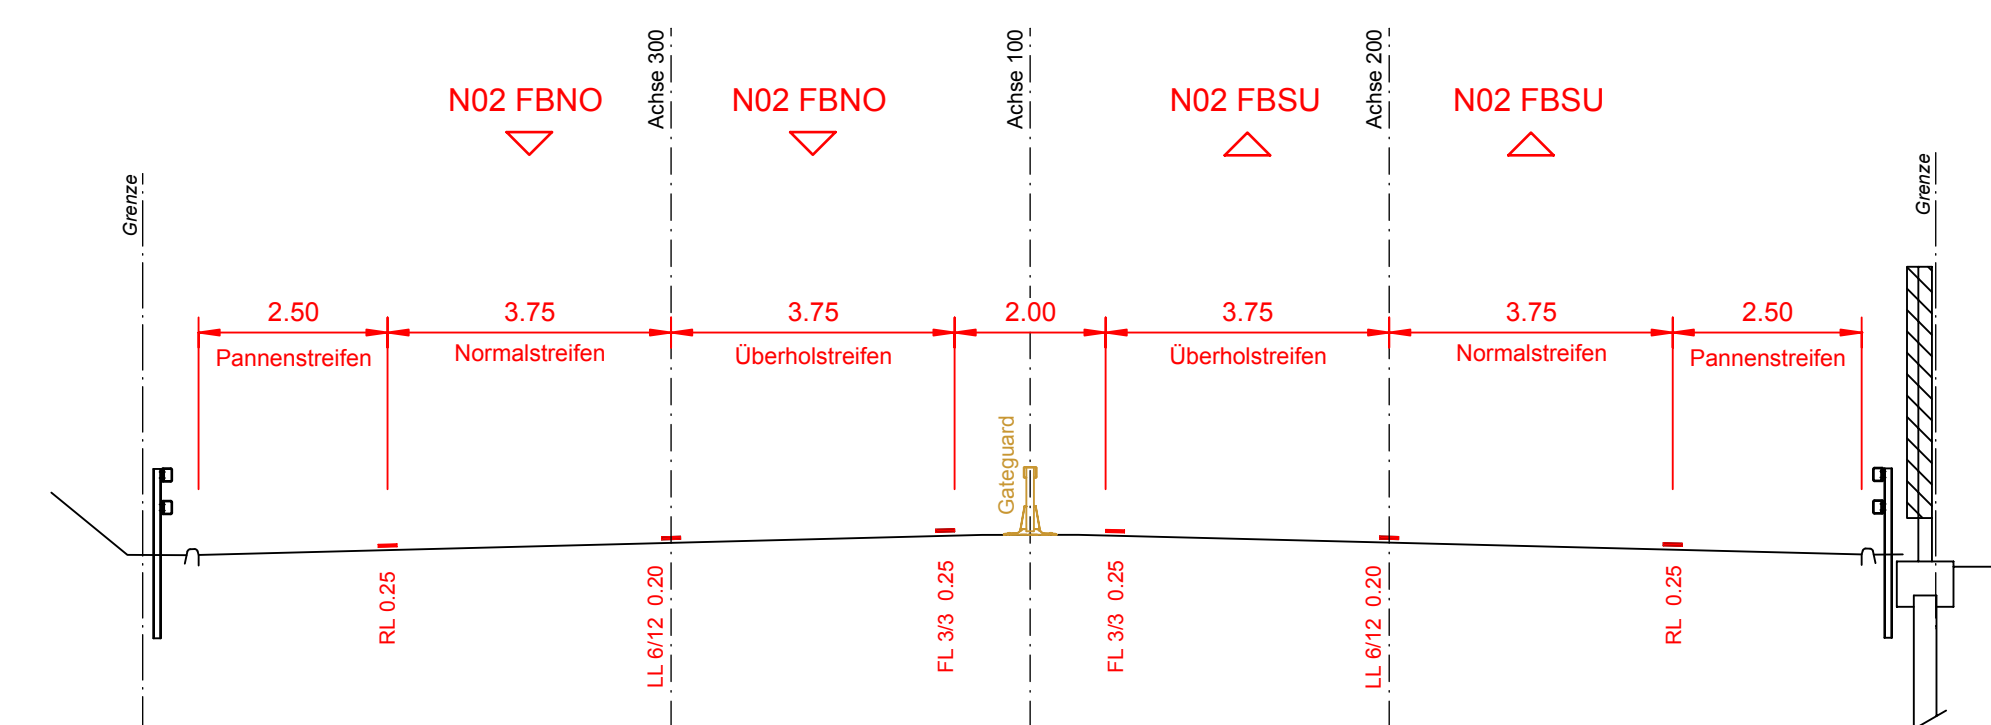 Achse 300
Achse 100
Achse 200
N02 FBNO
N02 FBNO
N02 FBSU
N02 FBSU
Grenze
Grenze
2.50
3.75
3.75
2.00
3.75
3.75
2.50
Pannenstreifen
Normalstreifen
Überholstreifen
Überholstreifen
Normalstreifen
Pannenstreifen
Gateguard
RL 0.25
LL 6/12 0.20
FL 3/3 0.25
FL 3/3 0.25
LL 6/12 0.20
RL 0.25